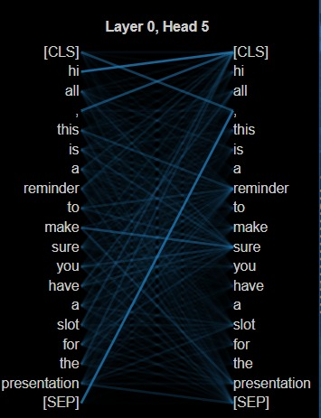 Layer 0, Head 5
[CLS] [CLS]
hi hi
all all
, ,
this this
is is
a a
reminder reminder
to to
make make
sure sure
you you
have have
a a
slot slot
for for
the the
presentation presentation
[SEP] [SEP]